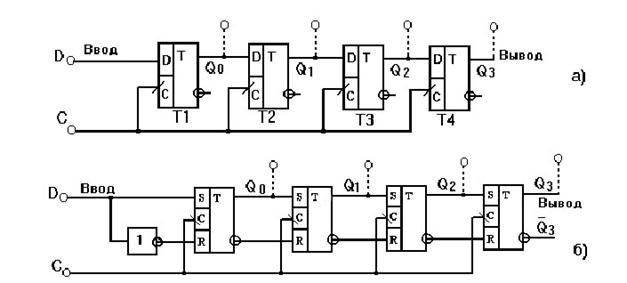 D Ввод D T Q0 D T Q1 D T Q2 D T Q3 Вывод
C C C C C а)
T1 T2 T3 T4
D Ввод S T Q0 S T Q1 S T Q2 S T Q3
Вывод
C C C C
1 R R R R Q̅3 б)
C